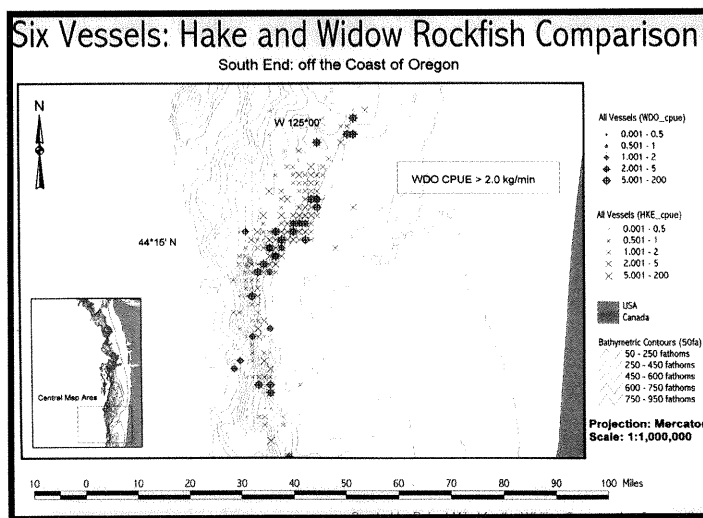 Six Vessels: Hake and Widow Rockfish Comparison
South End: off the Coast of Oregon
N
W 125°00'
WDO CPUE > 2.0 kg/min
44°15' N
Central Map Area
All Vessels (WDO_cpue)
0.001 - 0.5
0.501 - 1
1.001 - 2
2.001 - 5
5.001 - 200
All Vessels (HKE_cpue)
0.001 - 0.5
0.501 - 1
1.001 - 2
2.001 - 5
5.001 - 200
USA
Canada
Bathymetric Contours (50fa)
50 - 250 fathoms
250 - 450 fathoms
450 - 600 fathoms
600 - 750 fathoms
750 - 950 fathoms
Projection: Mercator
Scale: 1:1,000,000
10 0 10 20 30 40 50 60 70 80 90 100 Miles